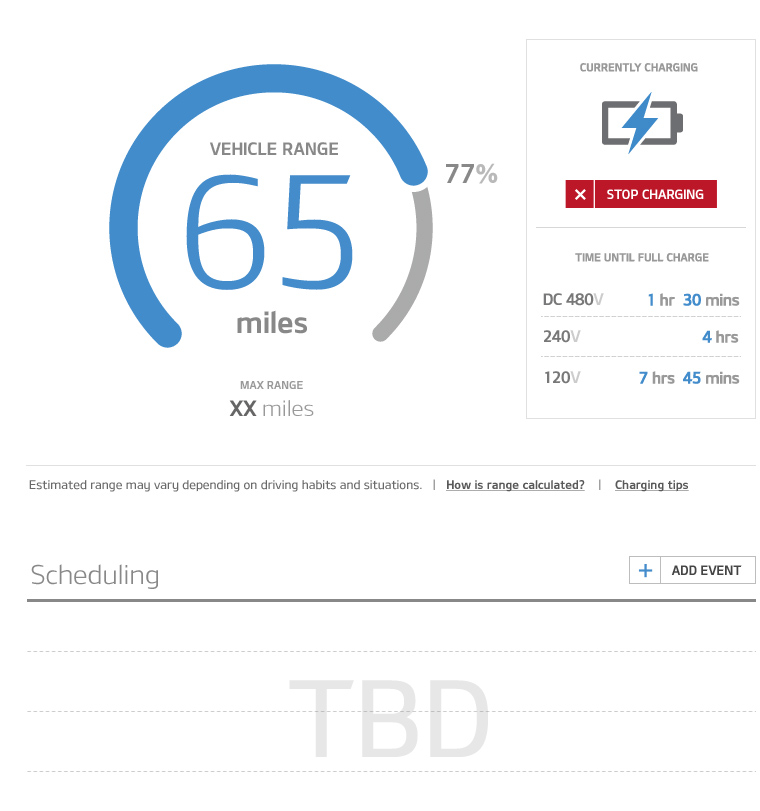 VEHICLE RANGE
65
miles
77%
MAX RANGE
XX miles
CURRENTLY CHARGING
STOP CHARGING
TIME UNTIL FULL CHARGE
DC 480V 1 hr 30 mins
240V 4 hrs
120V 7 hrs 45 mins
Estimated range may vary depending on driving habits and situations. | How is range calculated? | Charging tips
Scheduling
+ ADD EVENT
TBD